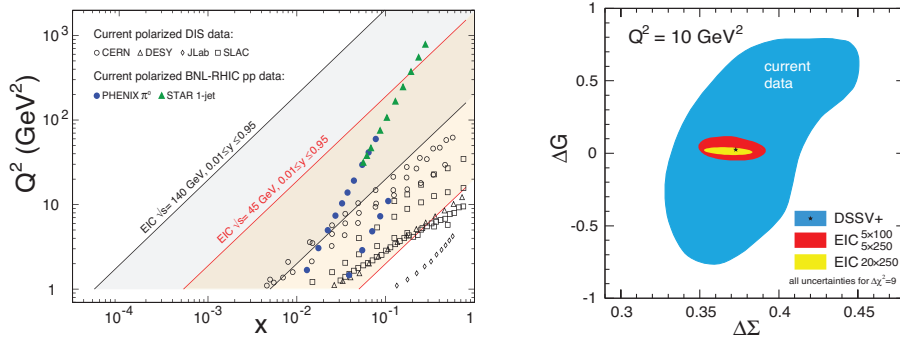 10³
Current polarized DIS data:
○CERN △DESY ◊JLab □SLAC
Current polarized BNL-RHIC pp data:
●PHENIX π⁰ ▲STAR 1-jet
10²
Q² (GeV²)
EIC √s= 140 GeV, 0.01≤y≤0.95
EIC √s= 45 GeV, 0.01≤y≤0.95
10
1
10⁻⁴ 10⁻³ 10⁻² 10⁻¹ 1
x
1
Q² = 10 GeV²
current
data
0.5
ΔG
0
-0.5
DSSV+
EIC 5×100
5×250
EIC 20×250
all uncertainties for Δχ²=9
-1
0.3 0.35 0.4 0.45
ΔΣ